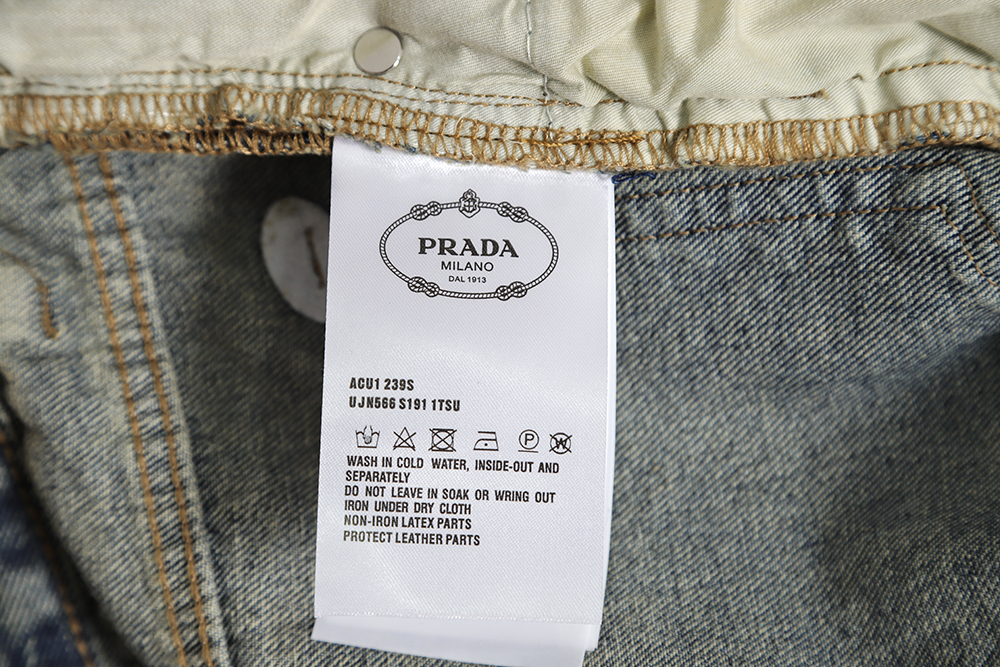 PRADA
MILANO
DAL 1913
ACU1 239S
UJN566 S191 1TSU
P W
WASH IN COLD WATER, INSIDE-OUT AND
SEPARATELY
DO NOT LEAVE IN SOAK OR WRING OUT
IRON UNDER DRY CLOTH
NON-IRON LATEX PARTS
PROTECT LEATHER PARTS